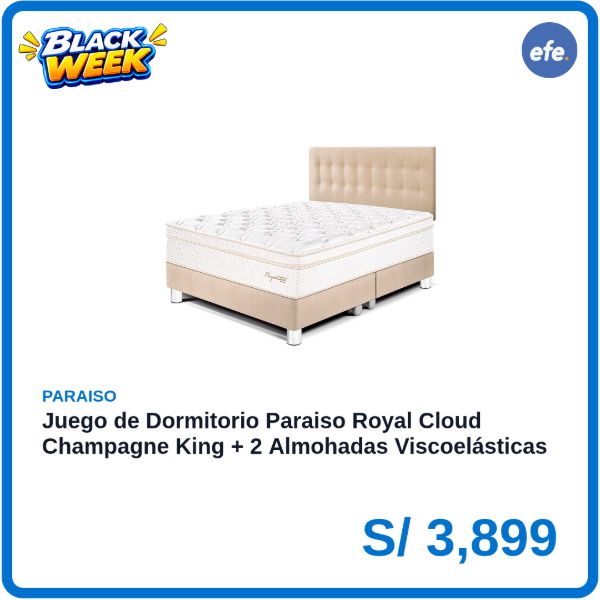 BLACK
WEEK
efe.
PARAISO
Juego de Dormitorio Paraiso Royal Cloud
Champagne King + 2 Almohadas Viscoelásticas
S/ 3,899